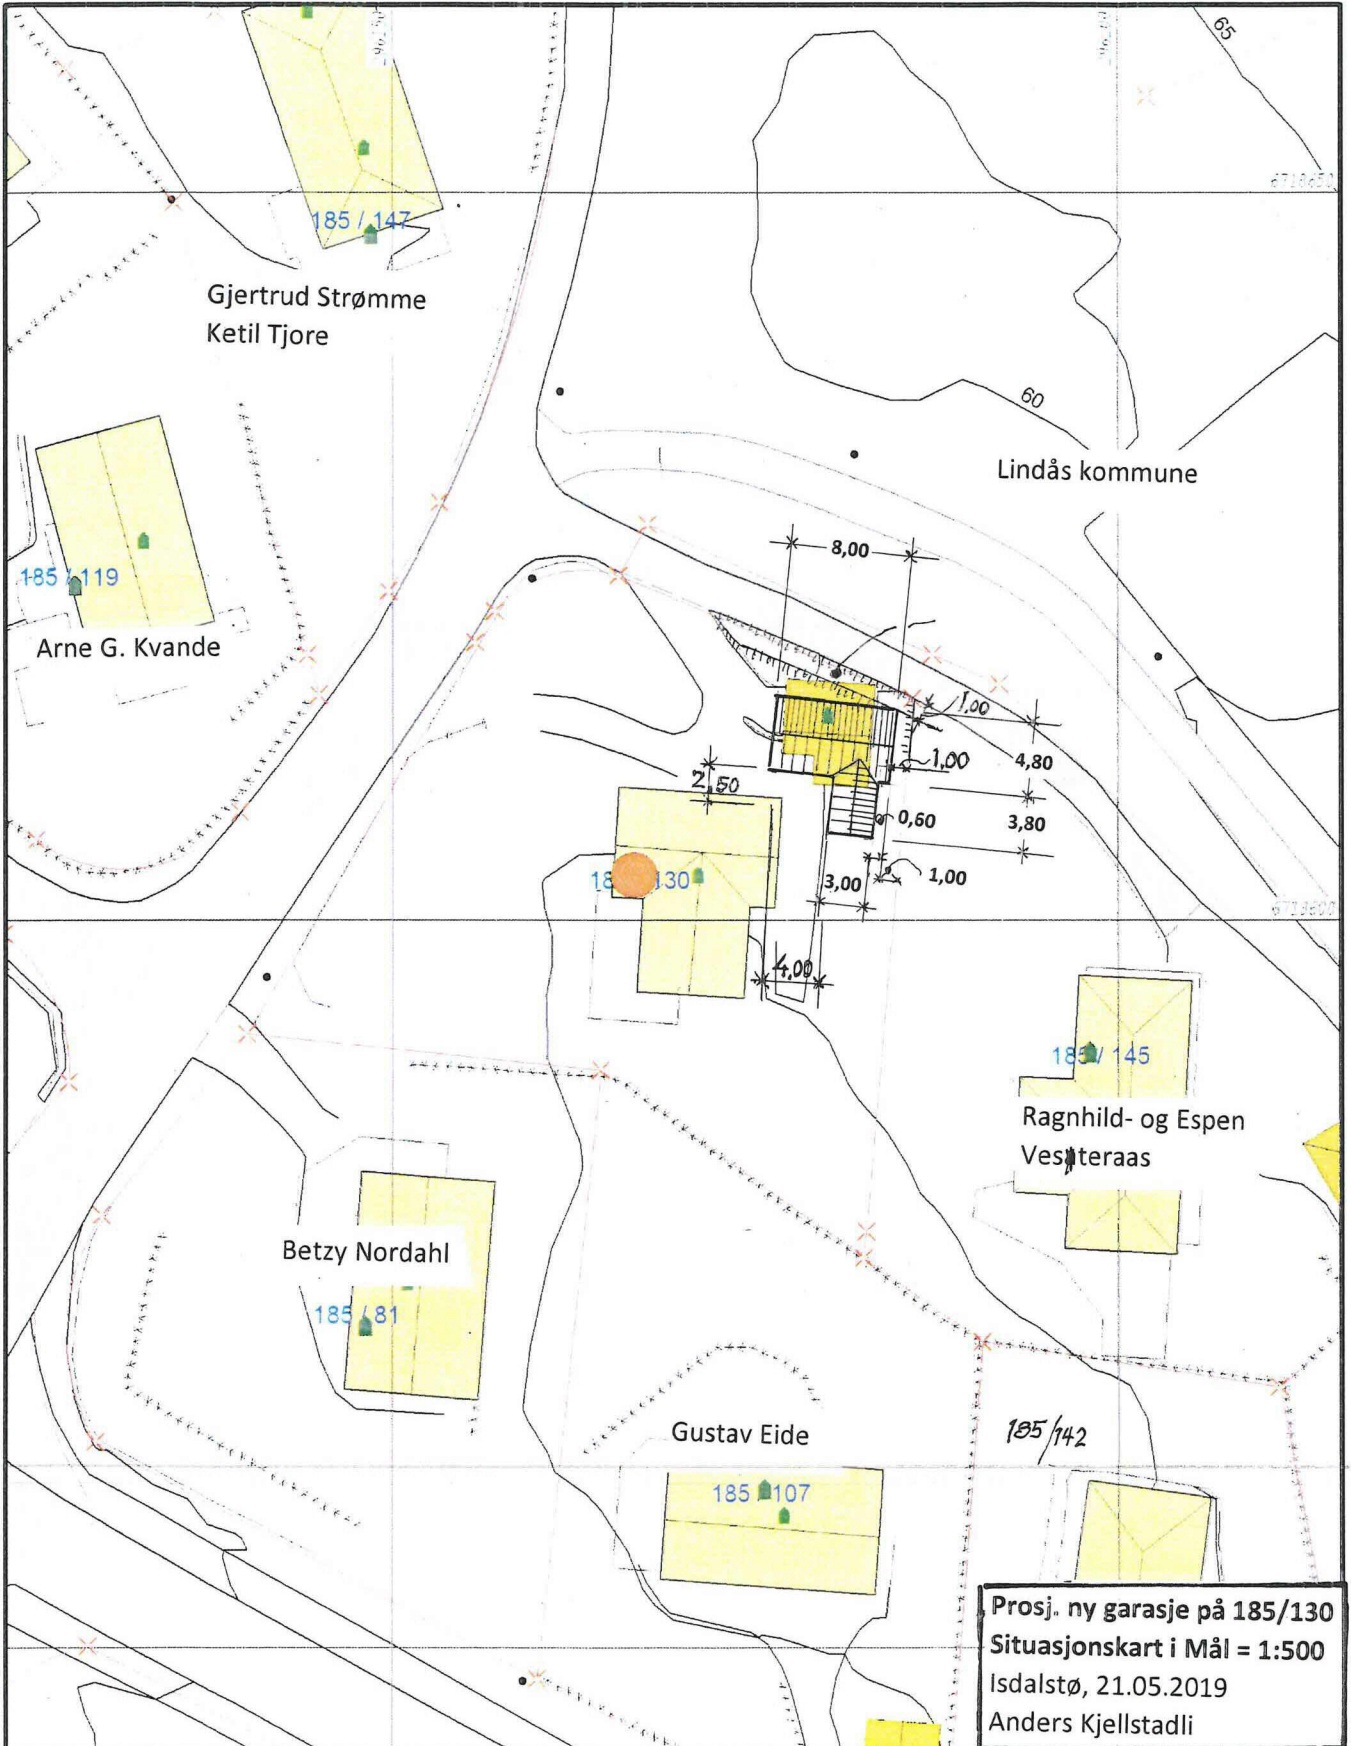 65
6718650
185 / 147
Gjertrud Strømme
Ketil Tjore
60
Lindås kommune
8,00
185 / 119
Arne G. Kvande
1,00
1,00
4,80
2,50
0,60
3,80
130
3,00
1,00
4,00
185 / 145
Ragnhild- og Espen
Vesteraas
Betzy Nordahl
185 / 81
Gustav Eide
185/142
185 / 107
Prosj. ny garasje på 185/130
Situasjonskart i Mål = 1:500
Isdalstø, 21.05.2019
Anders Kjellstadli